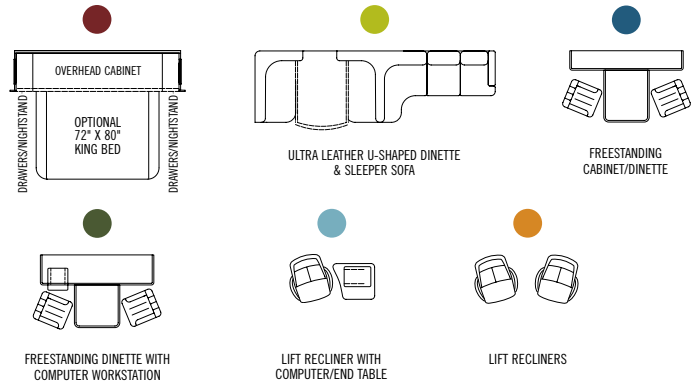 OVERHEAD CABINET
DRAWERS/NIGHTSTAND
OPTIONAL
72" X 80"
KING BED
DRAWERS/NIGHTSTAND
ULTRA LEATHER U-SHAPED DINETTE
& SLEEPER SOFA
FREESTANDING
CABINET/DINETTE
FREESTANDING DINETTE WITH
COMPUTER WORKSTATION
LIFT RECLINER WITH
COMPUTER/END TABLE
LIFT RECLINERS